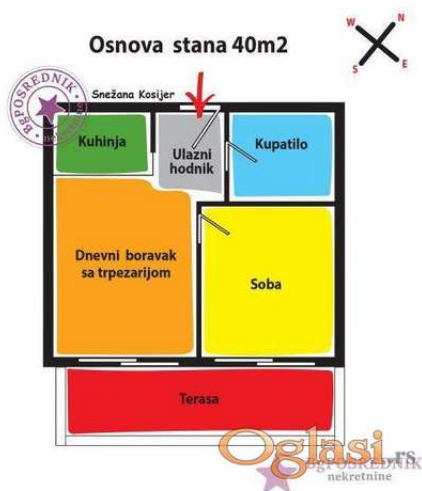 Osnova stana 40m2
W N
S E
BgPOSREDNIK
nekretnine
Snežana Kosijer
Kuhinja
Ulazni
hodnik
Kupatilo
Dnevni boravak
sa trpezarijom
Soba
Terasa
Oglasi.rs
BgPOSREDNIK
nekretnine